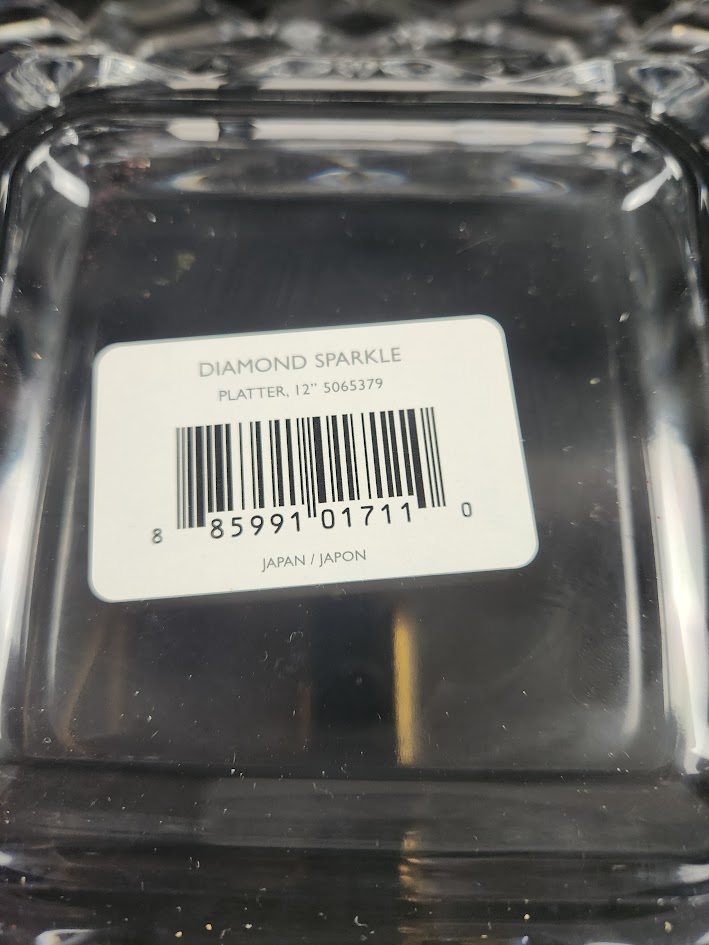 DIAMOND SPARKLE
PLATTER, 12" 5065379
8 85991 01711 0
JAPAN / JAPON